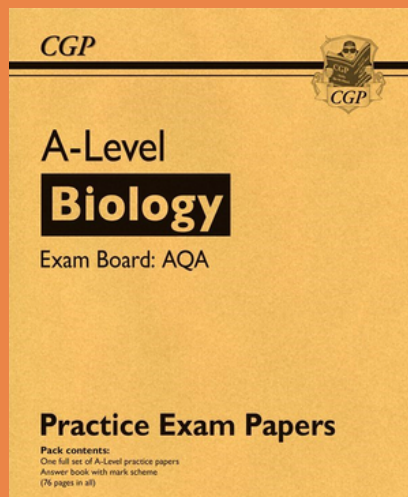 CGP
CGP
CGP
A-Level
Biology
Exam Board: AQA
Practice Exam Papers
Pack contents:
One full set of A-Level practice papers
Answer book with mark scheme
(76 pages in all)